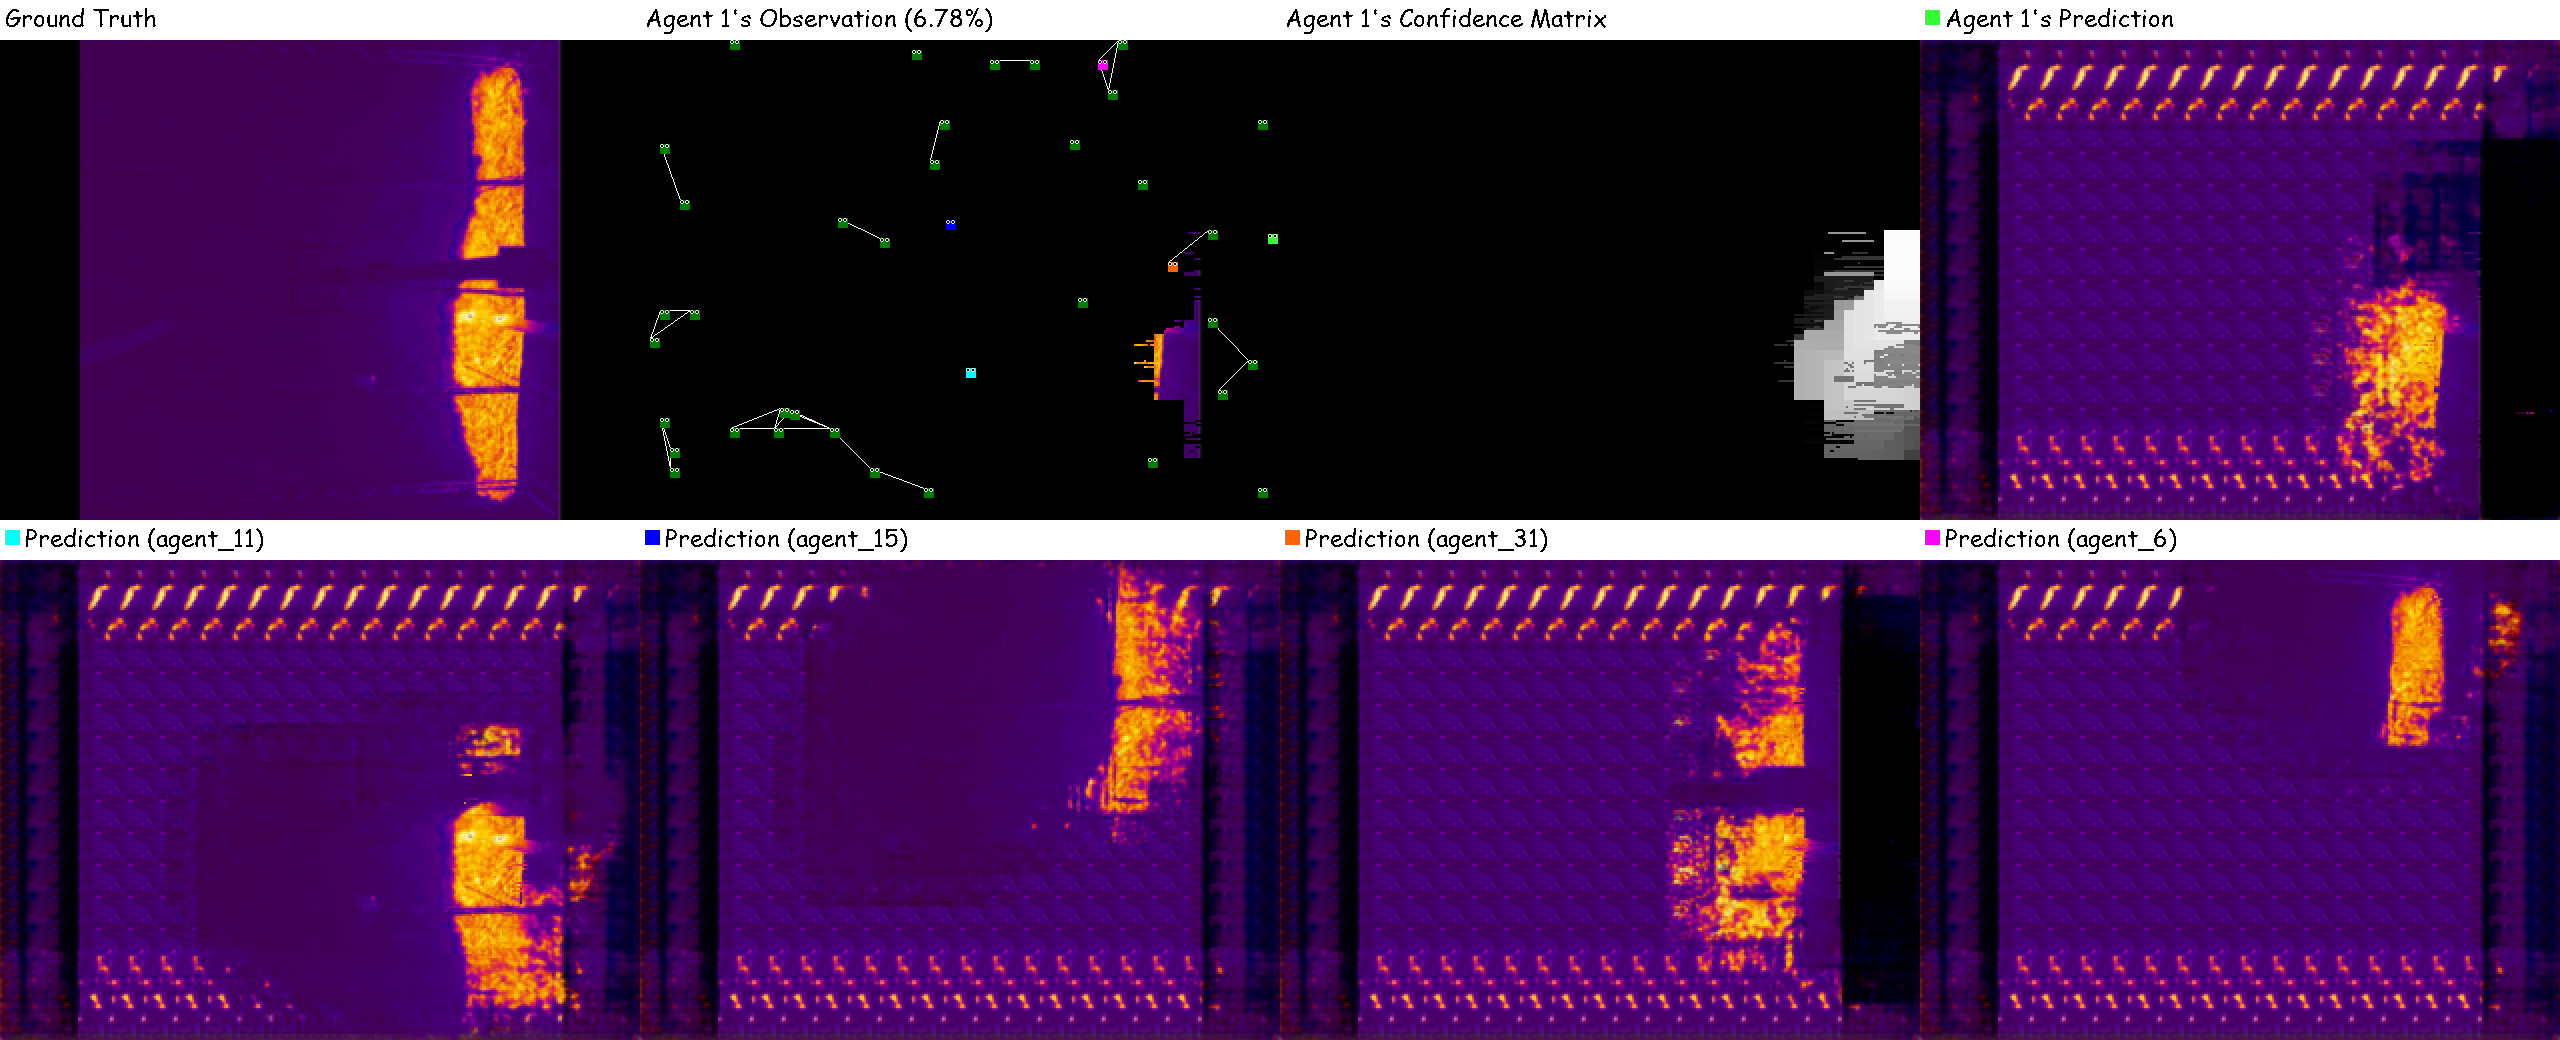 Ground Truth
Agent 1's Observation (6.78%)
Agent 1's Confidence Matrix
Agent 1's Prediction
Prediction (agent_11)
Prediction (agent_15)
Prediction (agent_31)
Prediction (agent_6)